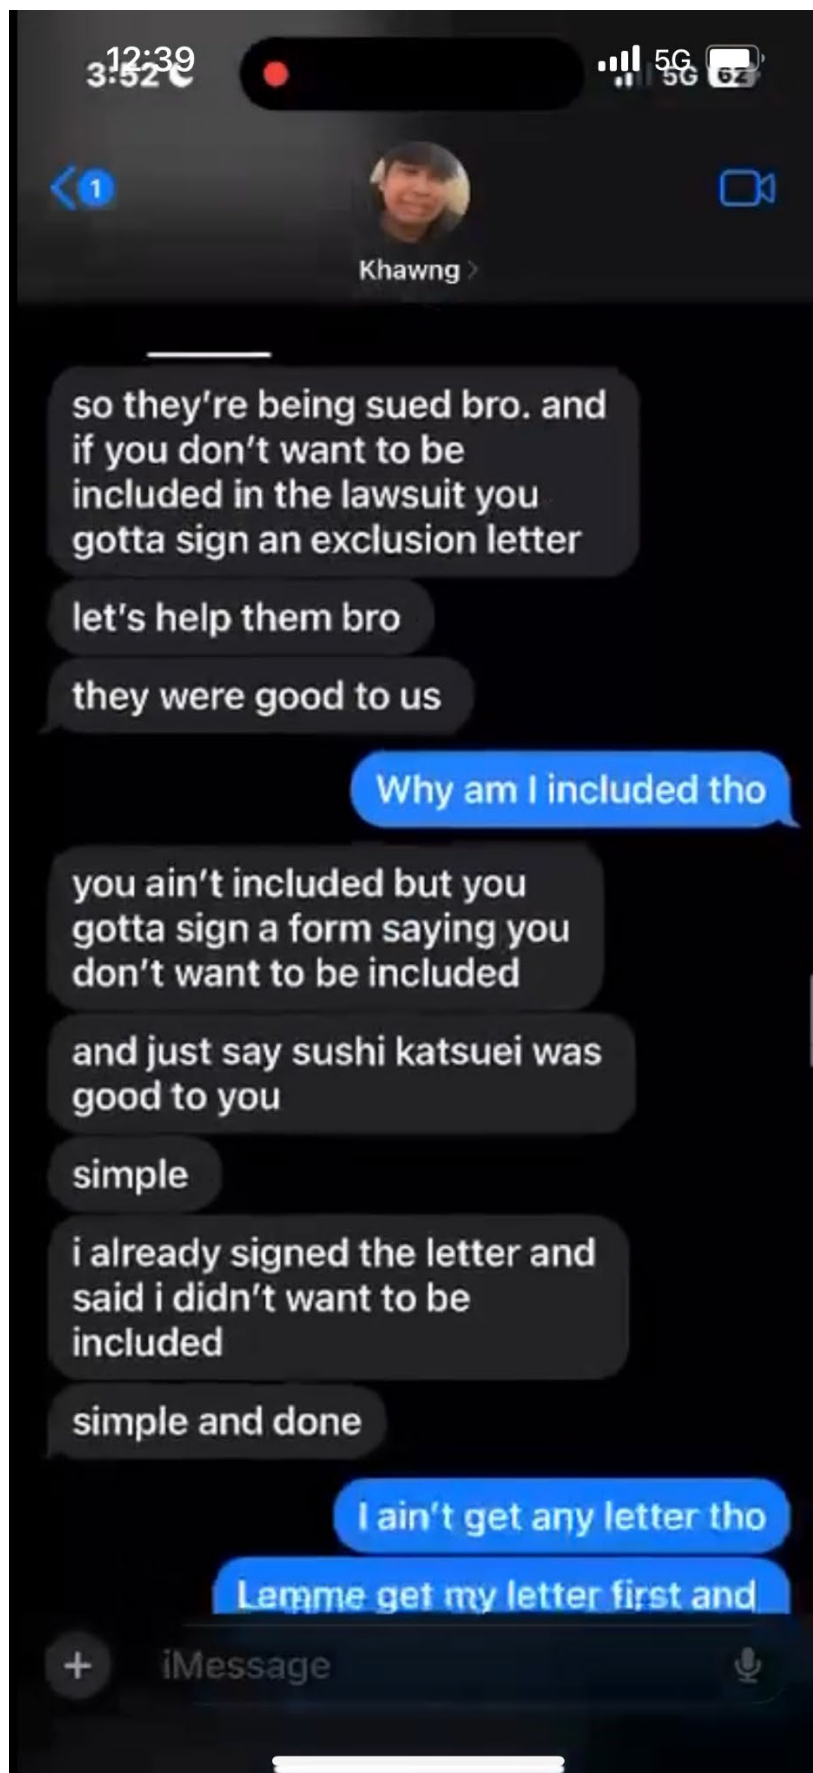 12:39
3:52
5G
5G 62
1
Khawng
so they're being sued bro. and
if you don't want to be
included in the lawsuit you
gotta sign an exclusion letter
let's help them bro
they were good to us
Why am I included tho
you ain't included but you
gotta sign a form saying you
don't want to be included
and just say sushi katsuei was
good to you
simple
i already signed the letter and
said i didn't want to be
included
simple and done
I ain't get any letter tho
Lemme get my letter first and
iMessage